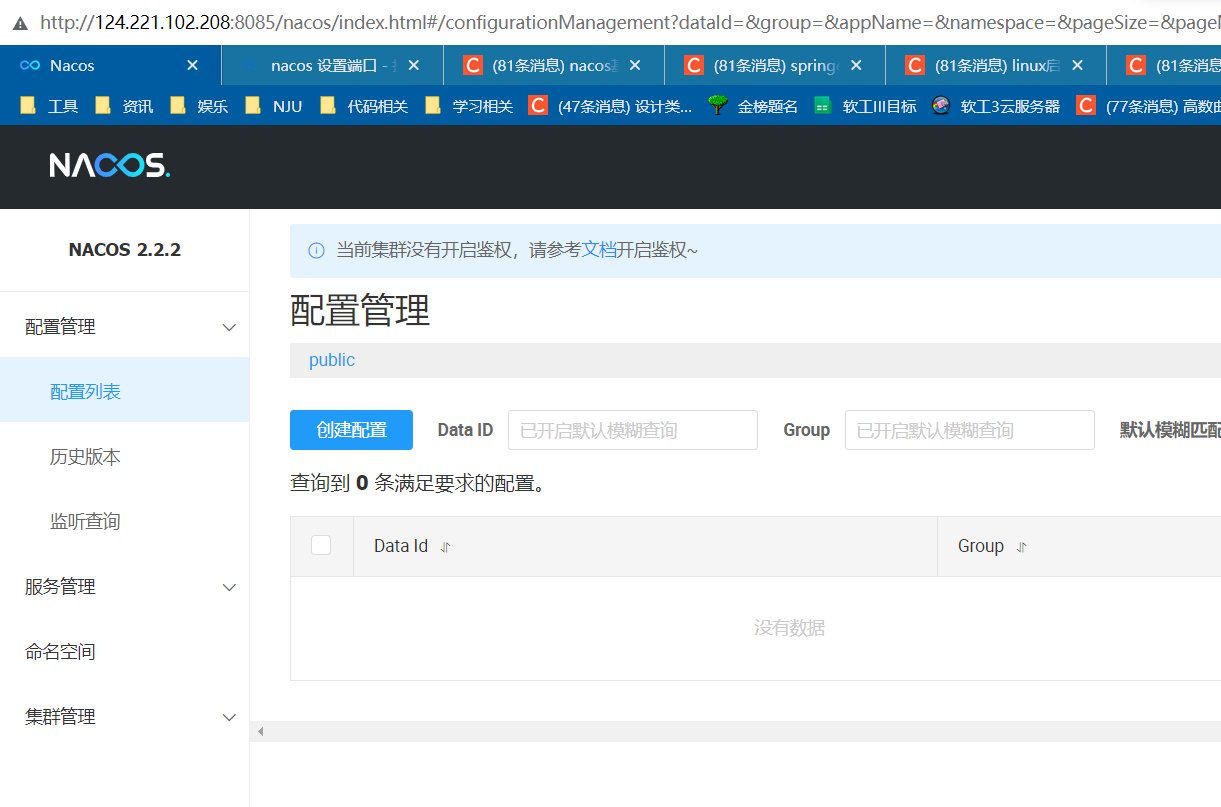 http://124.221.102.208:8085/nacos/index.html#/configurationManagement?dataId=&group=&appName=&namespace=&pageSize=&pageN
Nacos
nacos 设置端口 -
(81条消息) nacos
(81条消息) spring
(81条消息) linux启
(81条消息
工具
资讯
娱乐
NJU
代码相关
学习相关
(47条消息) 设计类...
金榜题名
软工III目标
软工3云服务器
(77条消息) 高数
NACOS.
NACOS 2.2.2
当前集群没有开启鉴权，请参考文档开启鉴权~
配置管理
配置管理
public
配置列表
创建配置
Data ID
已开启默认模糊查询
Group
已开启默认模糊查询
默认模糊匹配
历史版本
查询到 0 条满足要求的配置。
监听查询
Data Id
Group
服务管理
没有数据
命名空间
集群管理